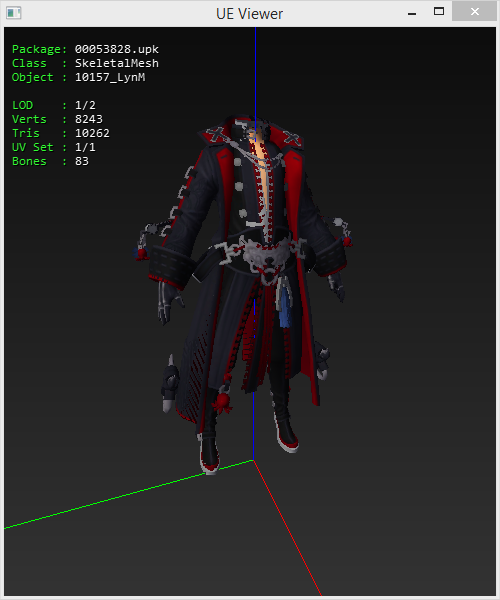 UE Viewer
Package: 00053828.upk
Class : SkeletalMesh
Object : 10157_LynM
LOD : 1/2
Verts : 8243
Tris : 10262
UV Set : 1/1
Bones : 83